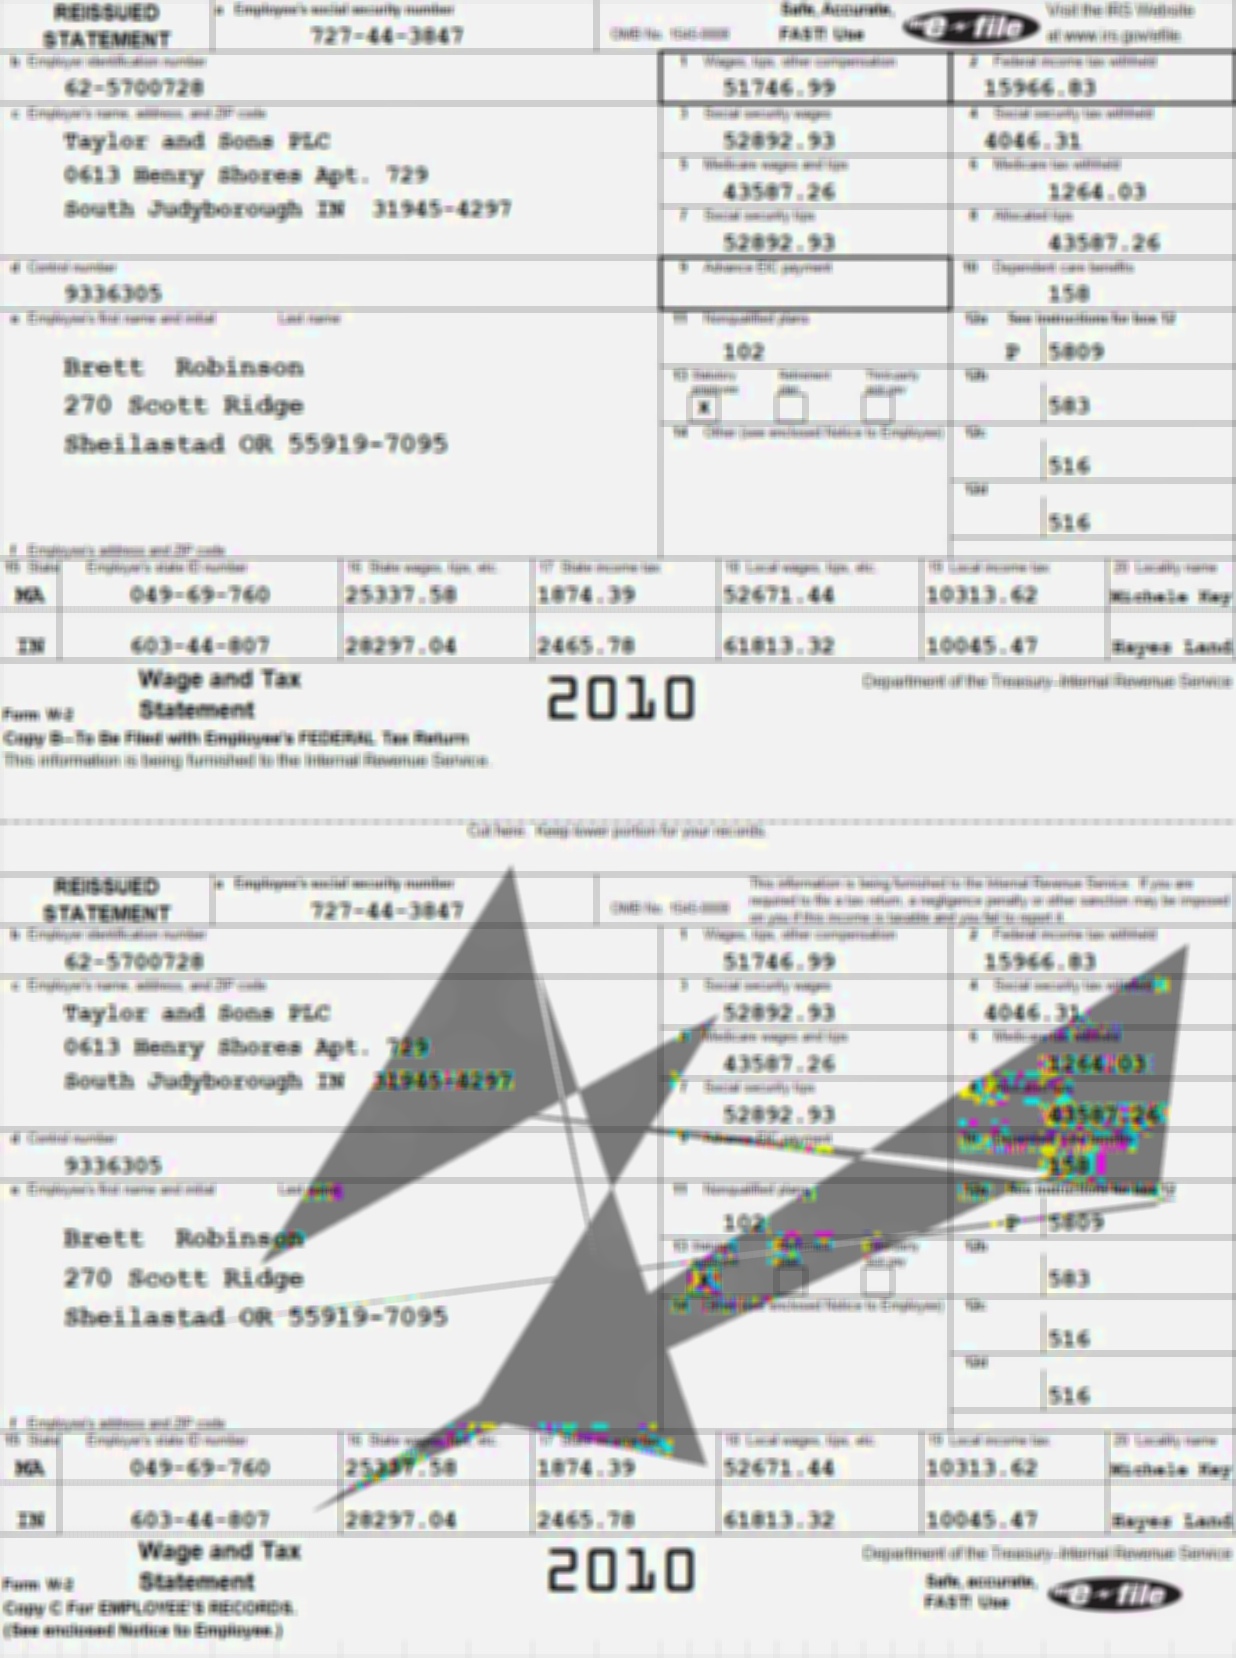 REISSUED STATEMENT
a Employee's social security number
727-44-3847
OMB No. 1545-0008
Safe, Accurate, FAST! Use
e file
Visit the IRS Website at www.irs.gov/efile.
b Employer identification number
62-5700728
1 Wages, tips, other compensation
51746.99
2 Federal income tax withheld
15966.83
c Employer's name, address, and ZIP code
Taylor and Sons PLC
0613 Henry Shores Apt. 729
South Judyborough IN 31945-4297
3 Social security wages
52892.93
4 Social security tax withheld
4046.31
5 Medicare wages and tips
43587.26
6 Medicare tax withheld
1264.03
7 Social security tips
52892.93
8 Allocated tips
43587.26
d Control number
9336305
9 Advance EIC payment
10 Dependent care benefits
158
e Employee's first name and initial Last name
Brett Robinson
270 Scott Ridge
Sheilastad OR 55919-7095
11 Nonqualified plans
102
12a See instructions for box 12
P 5809
13 Statutory employee Retirement plan Third-party sick pay
X
12b
583
14 Other (see enclosed Notice to Employee)
12c
516
12d
516
f Employee's address and ZIP code
15 State Employer's state ID number 16 State wages, tips, etc. 17 State income tax 18 Local wages, tips, etc. 19 Local income tax 20 Locality name
MA 049-69-760 25337.58 1874.39 52671.44 10313.62 Michele Key
IN 603-44-807 28297.04 2465.78 61813.32 10045.47 Hayes Land
Form W-2 Wage and Tax Statement
2010
Department of the Treasury-Internal Revenue Service
Copy B-To Be Filed with Employee's FEDERAL Tax Return
This information is being furnished to the Internal Revenue Service.
Cut here. Keep lower portion for your records.
REISSUED STATEMENT
a Employee's social security number
727-44-3847
OMB No. 1545-0008
This information is being furnished to the Internal Revenue Service. If you are
required to file a tax return, a negligence penalty or other sanction may be imposed
on you if this income is taxable and you fail to report it.
b Employer identification number
62-5700728
1 Wages, tips, other compensation
51746.99
2 Federal income tax withheld
15966.83
c Employer's name, address, and ZIP code
Taylor and Sons PLC
0613 Henry Shores Apt. 729
South Judyborough IN 31945-4297
3 Social security wages
52892.93
4 Social security tax withheld
4046.31
5 Medicare wages and tips
43587.26
6 Medicare tax withheld
1264.03
7 Social security tips
52892.93
8 Allocated tips
43587.26
d Control number
9336305
9 Advance EIC payment
10 Dependent care benefits
158
e Employee's first name and initial Last name
Brett Robinson
270 Scott Ridge
Sheilastad OR 55919-7095
11 Nonqualified plans
102
12a See instructions for box 12
P 5809
13 Statutory employee Retirement plan Third-party sick pay
X
12b
583
14 Other (see enclosed Notice to Employee)
12c
516
12d
516
f Employee's address and ZIP code
15 State Employer's state ID number 16 State wages, tips, etc. 17 State income tax 18 Local wages, tips, etc. 19 Local income tax 20 Locality name
MA 049-69-760 25337.58 1874.39 52671.44 10313.62 Michele Key
IN 603-44-807 28297.04 2465.78 61813.32 10045.47 Hayes Land
Form W-2 Wage and Tax Statement
2010
Department of the Treasury-Internal Revenue Service
Copy C For EMPLOYEE'S RECORDS.
(See enclosed Notice to Employee.)
Safe, accurate, FAST! Use
e file